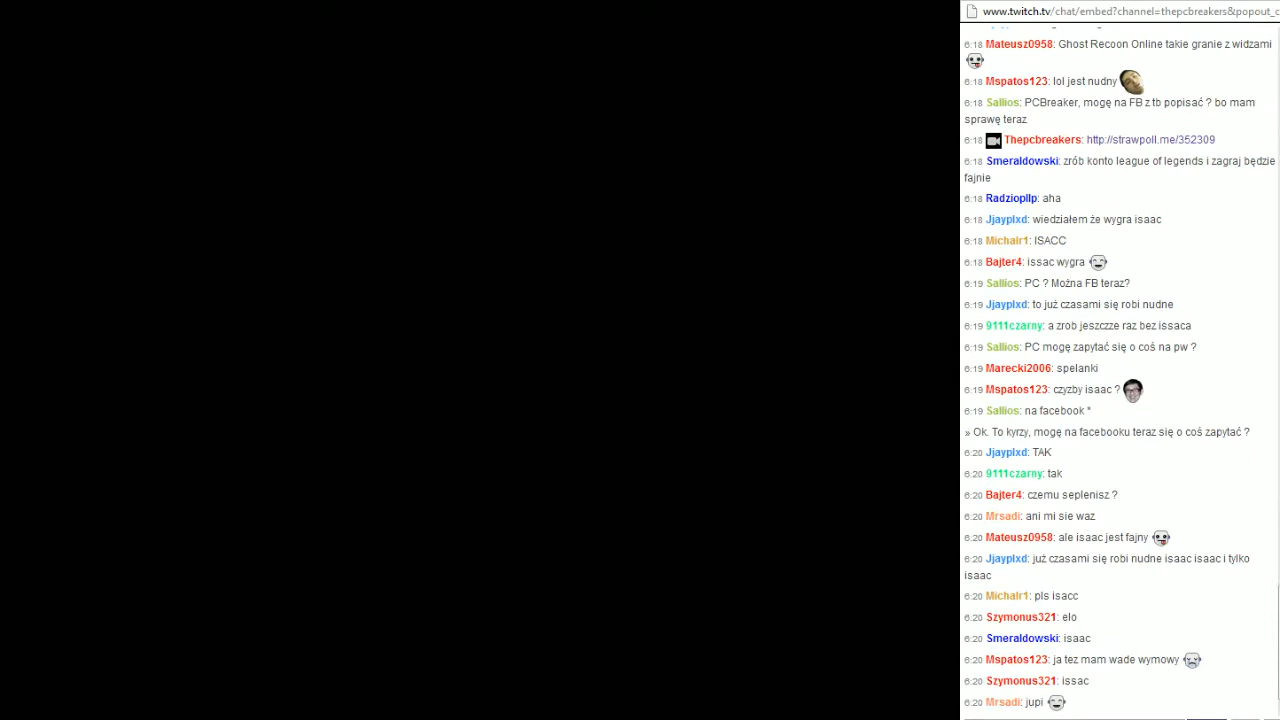 www.twitch.tv/chat/embed?channel=thepcbreakers&popout_c
6:18 Mateusz0958: Ghost Recoon Online takie granie z widzami
6:18 Mspatos123: lol jest nudny
6:18 Sallios: PCBreaker, mogę na FB z tb popisać ? bo mam
sprawę teraz
6:18 Thepcbreakers: http://strawpoll.me/352309
6:18 Smeraldowski: zrób konto league of legends i zagraj będzie
fajnie
6:18 Radziopllp: aha
6:18 Jjayplxd: wiedziałem że wygra isaac
6:18 Michalr1: ISACC
6:18 Bajter4: issac wygra
6:19 Sallios: PC ? Można FB teraz?
6:19 Jjayplxd: to już czasami się robi nudne
6:19 9111czarny: a zrob jeszczze raz bez issaca
6:19 Sallios: PC mogę zapytać się o coś na pw ?
6:19 Marecki2006: spelanki
6:19 Mspatos123: czyzby isaac ?
6:19 Sallios: na facebook *
» Ok. To kyrzy, mogę na facebooku teraz się o coś zapytać ?
6:20 Jjayplxd: TAK
6:20 9111czarny: tak
6:20 Bajter4: czemu seplenisz ?
6:20 Mrsadi: ani mi sie waz
6:20 Mateusz0958: ale isaac jest fajny
6:20 Jjayplxd: już czasami się robi nudne isaac isaac i tylko
isaac
6:20 Michalr1: pls isacc
6:20 Szymonus321: elo
6:20 Smeraldowski: isaac
6:20 Mspatos123: ja tez mam wade wymowy
6:20 Szymonus321: issac
6:20 Mrsadi: jupi